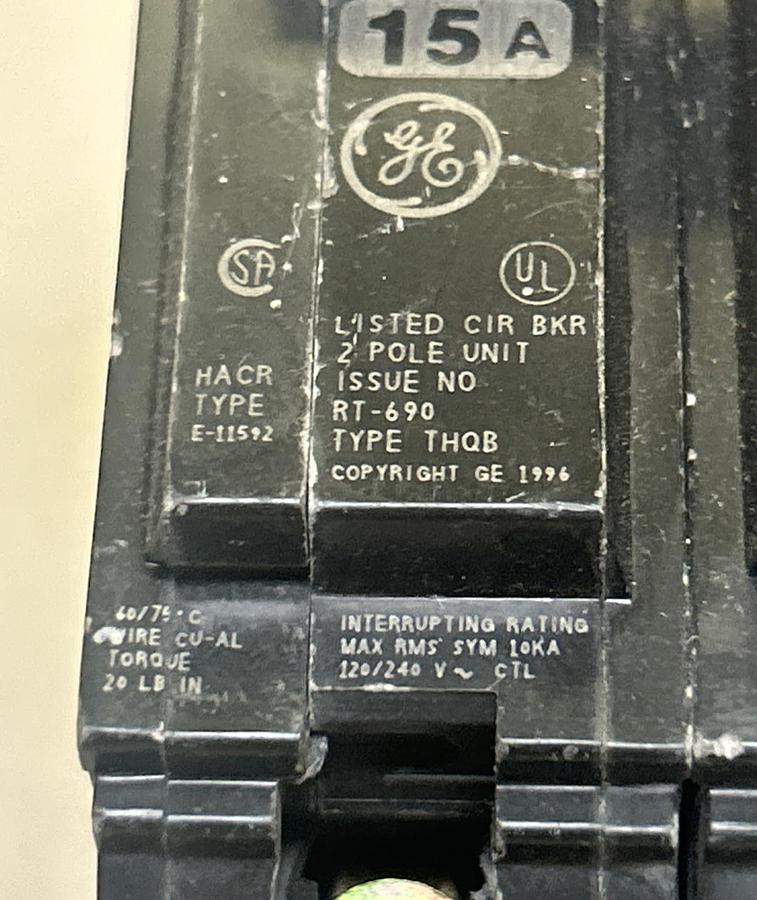 15 A
GE
SA
UL
LISTED CIR BKR
2 POLE UNIT
ISSUE NO
RT-690
TYPE THQB
COPYRIGHT GE 1996
HACR
TYPE
E-11592
60/75°C
WIRE CU-AL
TORQUE
20 LB IN
INTERRUPTING RATING
MAX RMS SYM 10KA
120/240 V ~ CTL